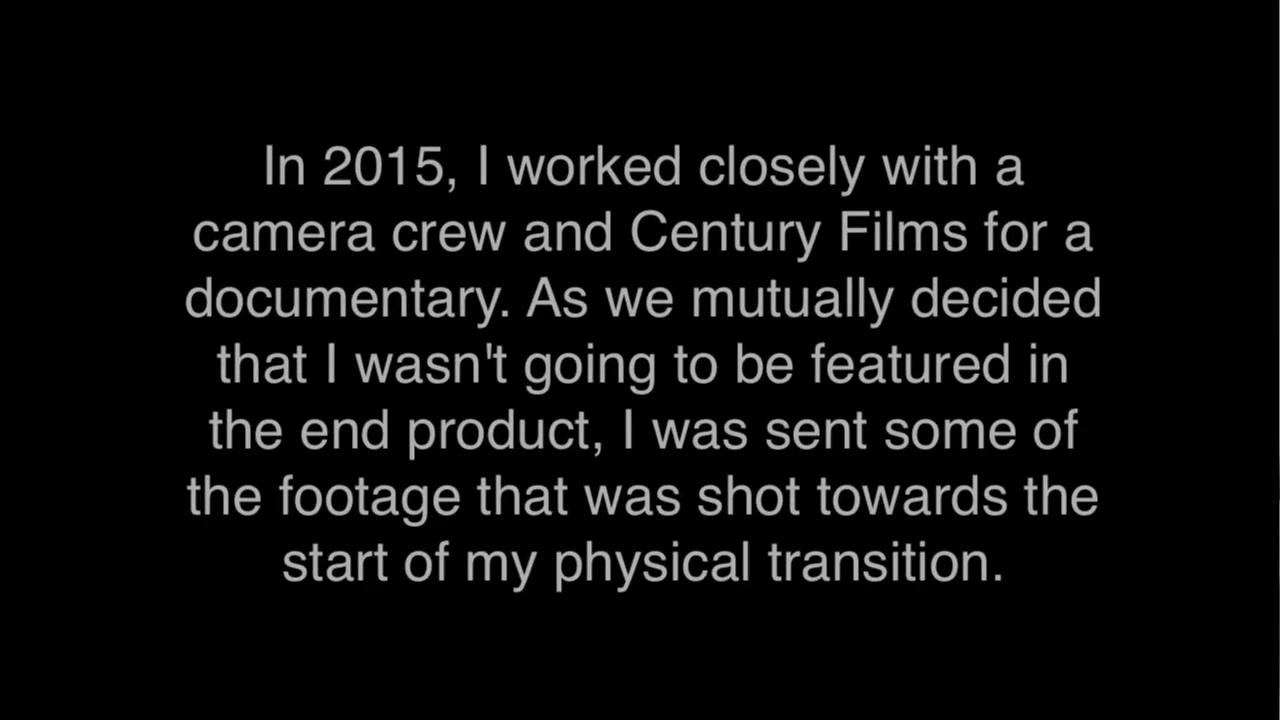 In 2015, I worked closely with a
camera crew and Century Films for a
documentary. As we mutually decided
that I wasn't going to be featured in
the end product, I was sent some of
the footage that was shot towards the
start of my physical transition.